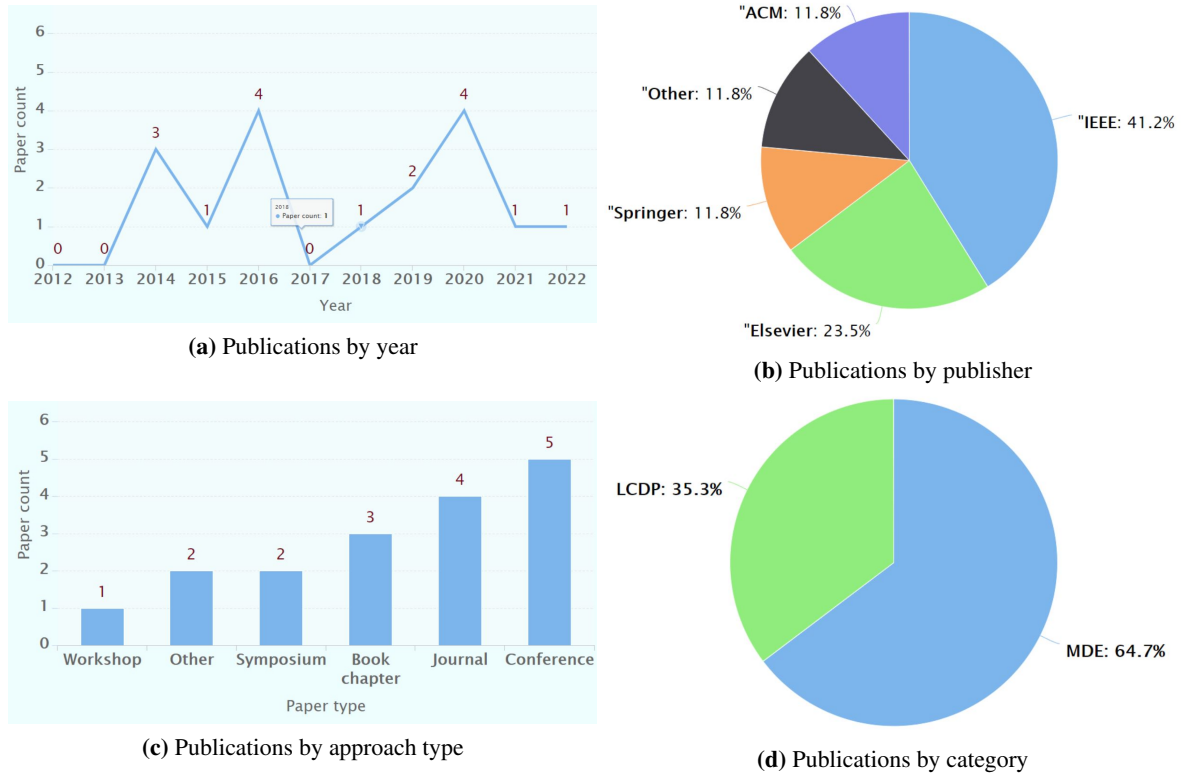 6
5
4
3
2
1
0
Paper count
0
0
3
1
4
0
1
2
4
1
1
2018
Paper count: 1
2012 2013 2014 2015 2016 2017 2018 2019 2020 2021 2022
Year
(a) Publications by year
"ACM: 11.8%
"Other: 11.8%
"IEEE: 41.2%
"Springer: 11.8%
"Elsevier: 23.5%
(b) Publications by publisher
6
5
4
3
2
1
0
Paper count
1
2
2
3
4
5
Workshop Other Symposium Book chapter Journal Conference
Paper type
(c) Publications by approach type
LCDP: 35.3%
MDE: 64.7%
(d) Publications by category